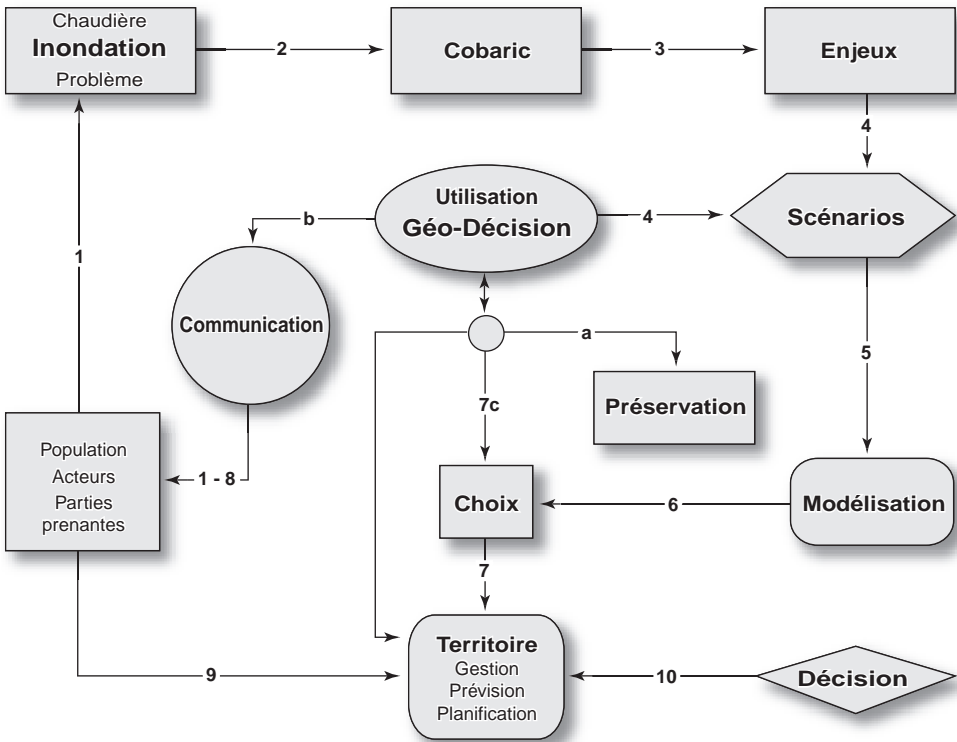 Chaudière
Inondation
Problème
2
Cobaric
3
Enjeux
4
Utilisation
Géo-Décision
4
Scénarios
b
1
Communication
a
5
7c
Préservation
Population
Acteurs
Parties
prenantes
1 - 8
Choix
6
Modélisation
7
Territoire
Gestion
Prévision
Planification
9
10
Décision